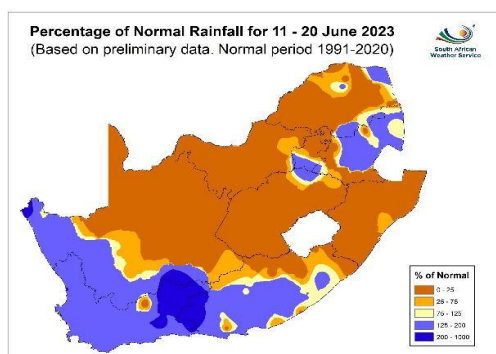 Percentage of Normal Rainfall for 11 - 20 June 2023
(Based on preliminary data. Normal period 1991-2020)
South African
Weather Service
% of Normal
0 - 25
25 - 75
75 - 125
125 - 200
200 - 1000